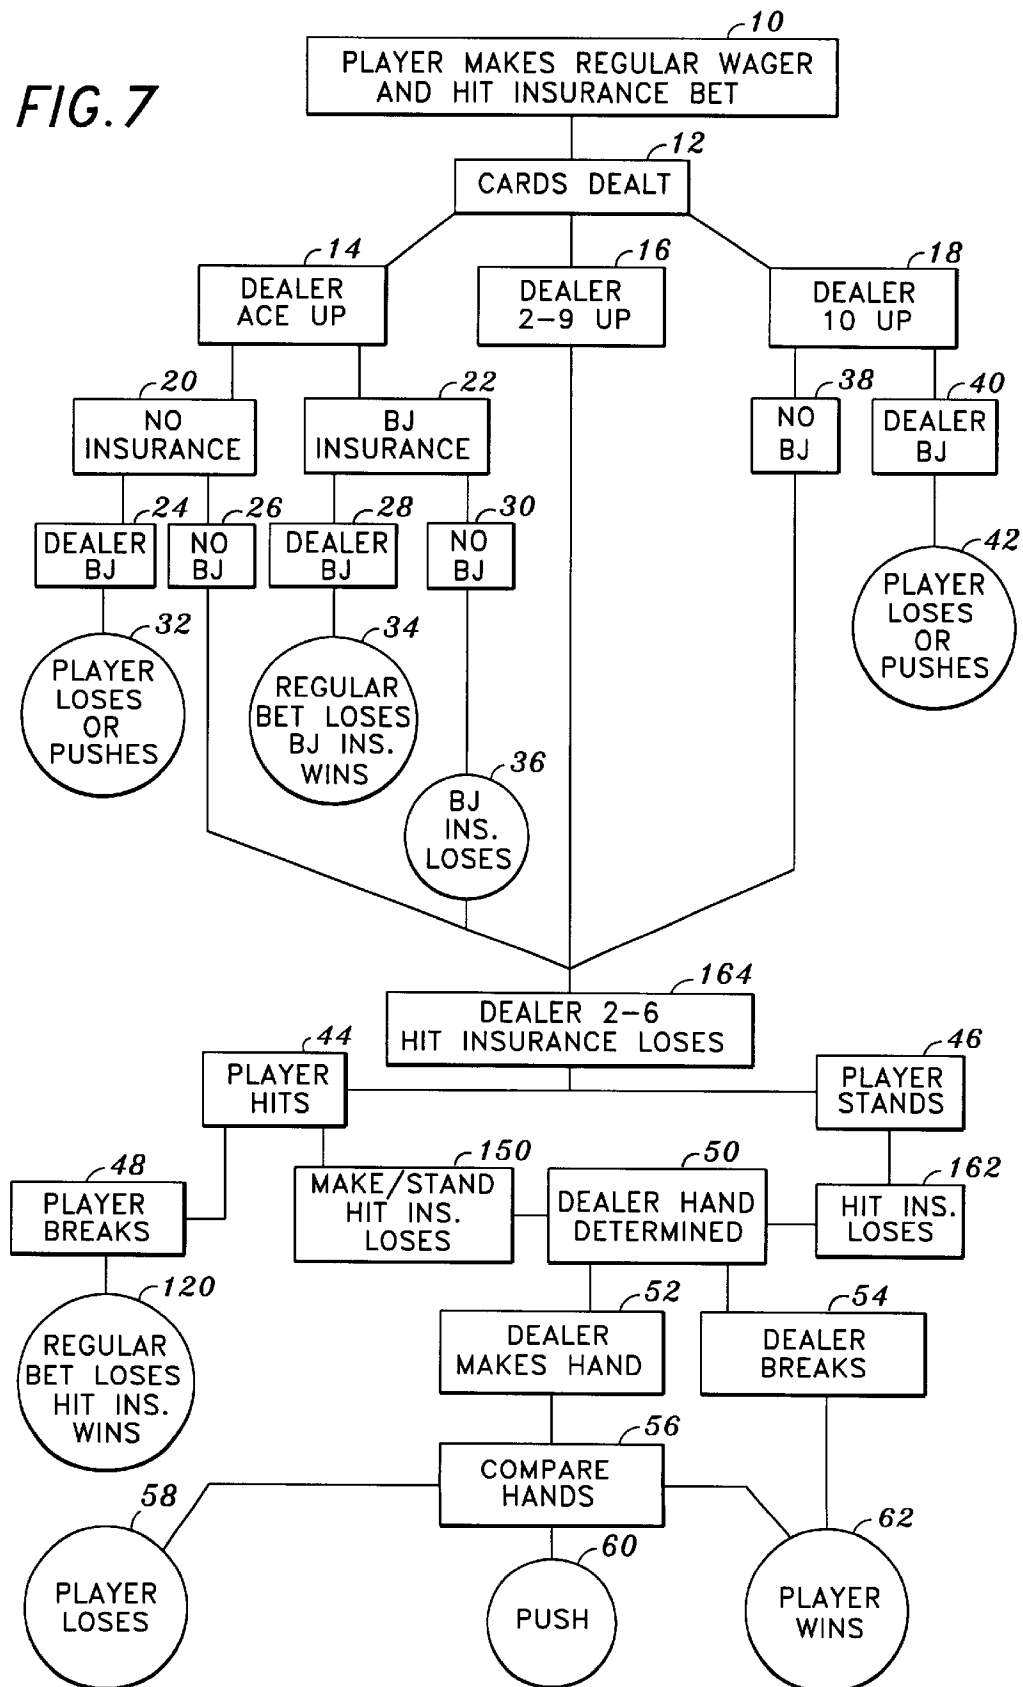 FIG. 7
10
PLAYER MAKES REGULAR WAGER
AND HIT INSURANCE BET
12
CARDS DEALT
14
DEALER
ACE UP
16
DEALER
2-9 UP
18
DEALER
10 UP
20
NO
INSURANCE
22
BJ
INSURANCE
38
NO
BJ
40
DEALER
BJ
24
DEALER
BJ
26
NO
BJ
28
DEALER
BJ
30
NO
BJ
42
PLAYER
LOSES
OR
PUSHES
32
PLAYER
LOSES
OR
PUSHES
34
REGULAR
BET LOSES
BJ INS.
WINS
36
BJ
INS.
LOSES
164
DEALER 2-6
HIT INSURANCE LOSES
44
PLAYER
HITS
46
PLAYER
STANDS
48
PLAYER
BREAKS
150
MAKE/STAND
HIT INS.
LOSES
50
DEALER HAND
DETERMINED
162
HIT INS.
LOSES
120
REGULAR
BET LOSES
HIT INS.
WINS
52
DEALER
MAKES HAND
54
DEALER
BREAKS
56
COMPARE
HANDS
58
PLAYER
LOSES
60
PUSH
62
PLAYER
WINS